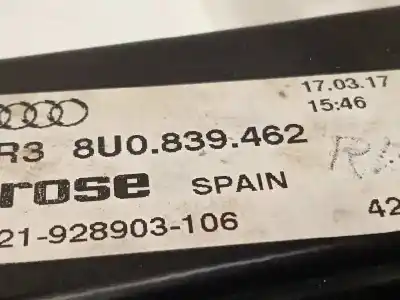 17.03.17
15:46
R3 8U0.839.462
rose SPAIN
21-928903-106 42